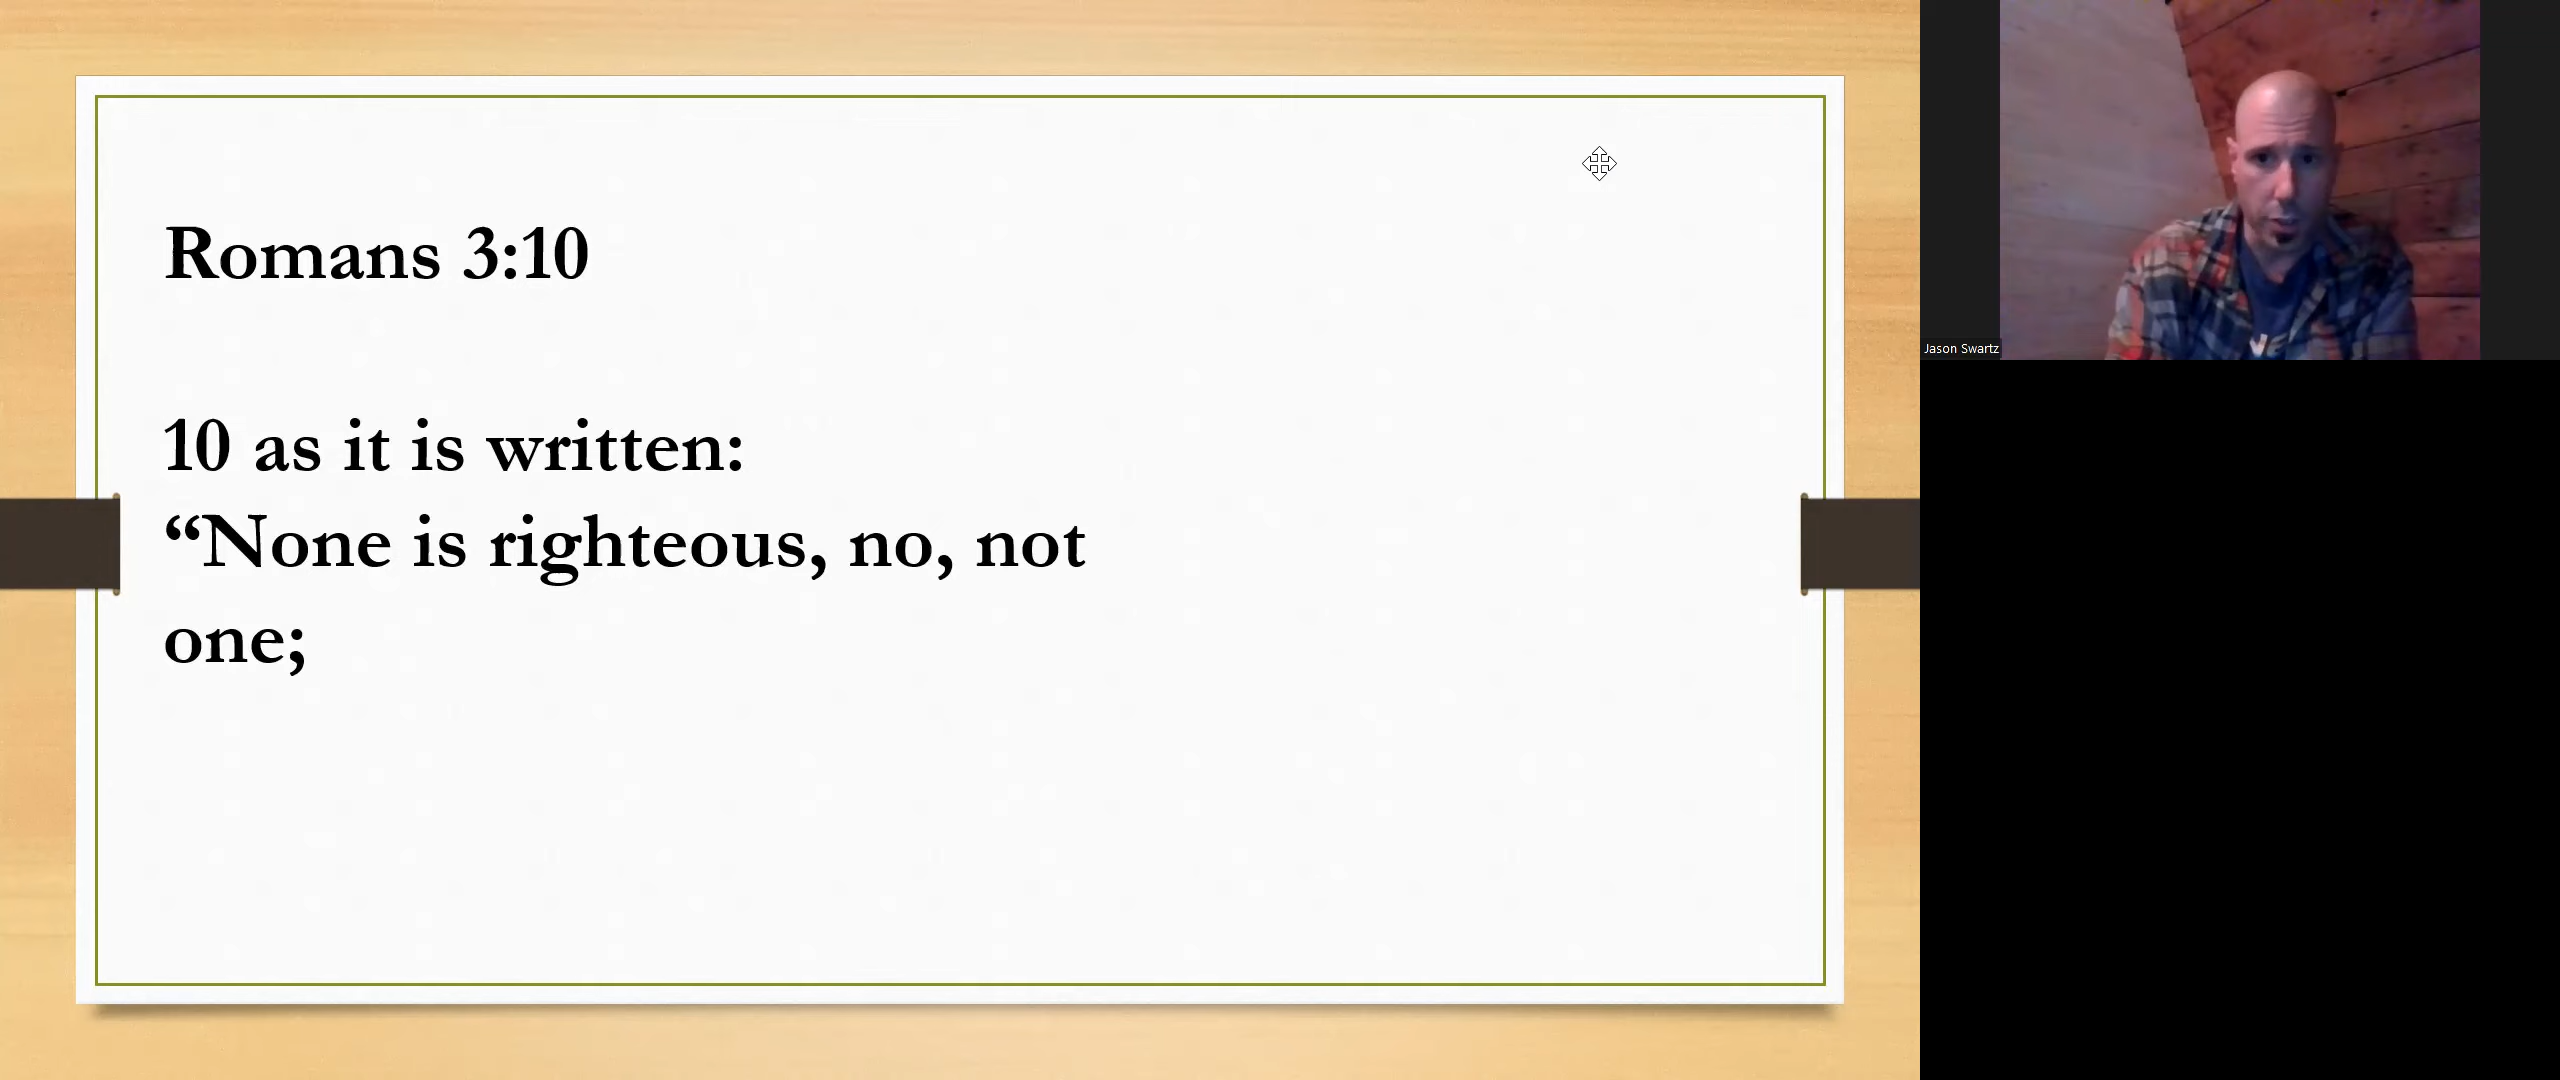 Romans 3:10
10 as it is written:
“None is righteous, no, not
one;
Jason Swartz